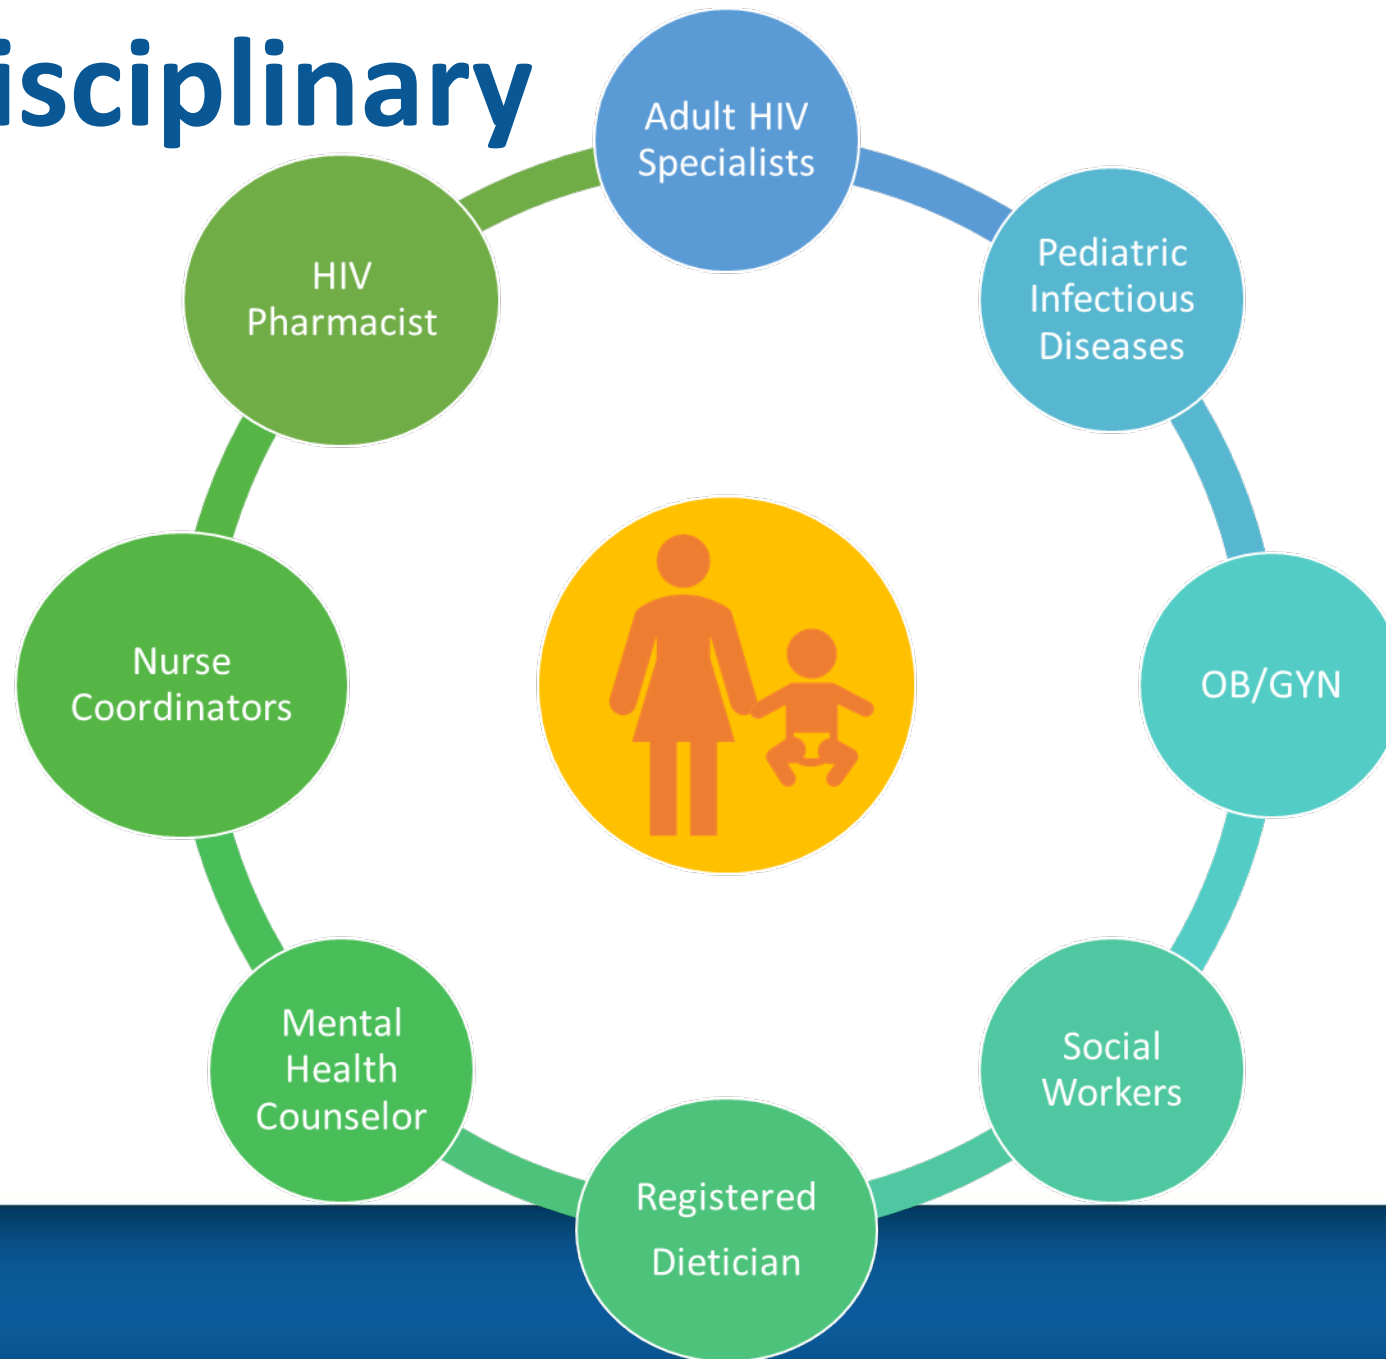 isciplinary
Adult HIV
Specialists
Pediatric
Infectious
Diseases
OB/GYN
Social
Workers
Registered
Dietician
Mental
Health
Counselor
Nurse
Coordinators
HIV
Pharmacist